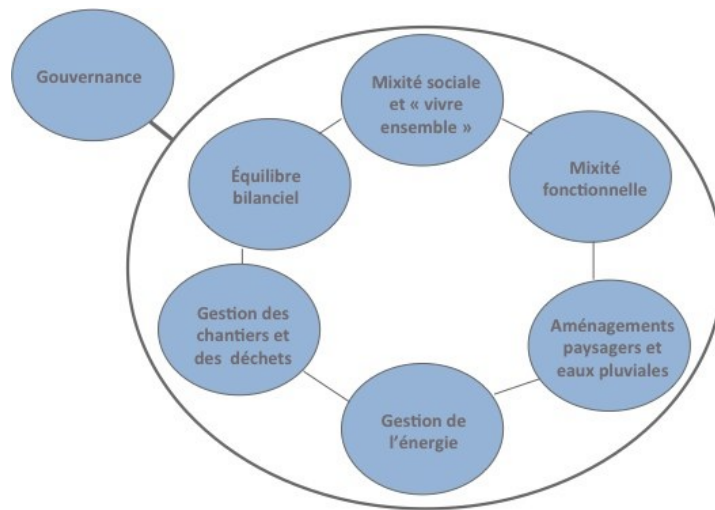 Gouvernance
Mixité sociale
et « vivre
ensemble »
Mixité
fonctionnelle
Équilibre
bilanciel
Gestion des
chantiers et
des déchets
Aménagements
paysagers et
eaux pluviales
Gestion de
l'énergie